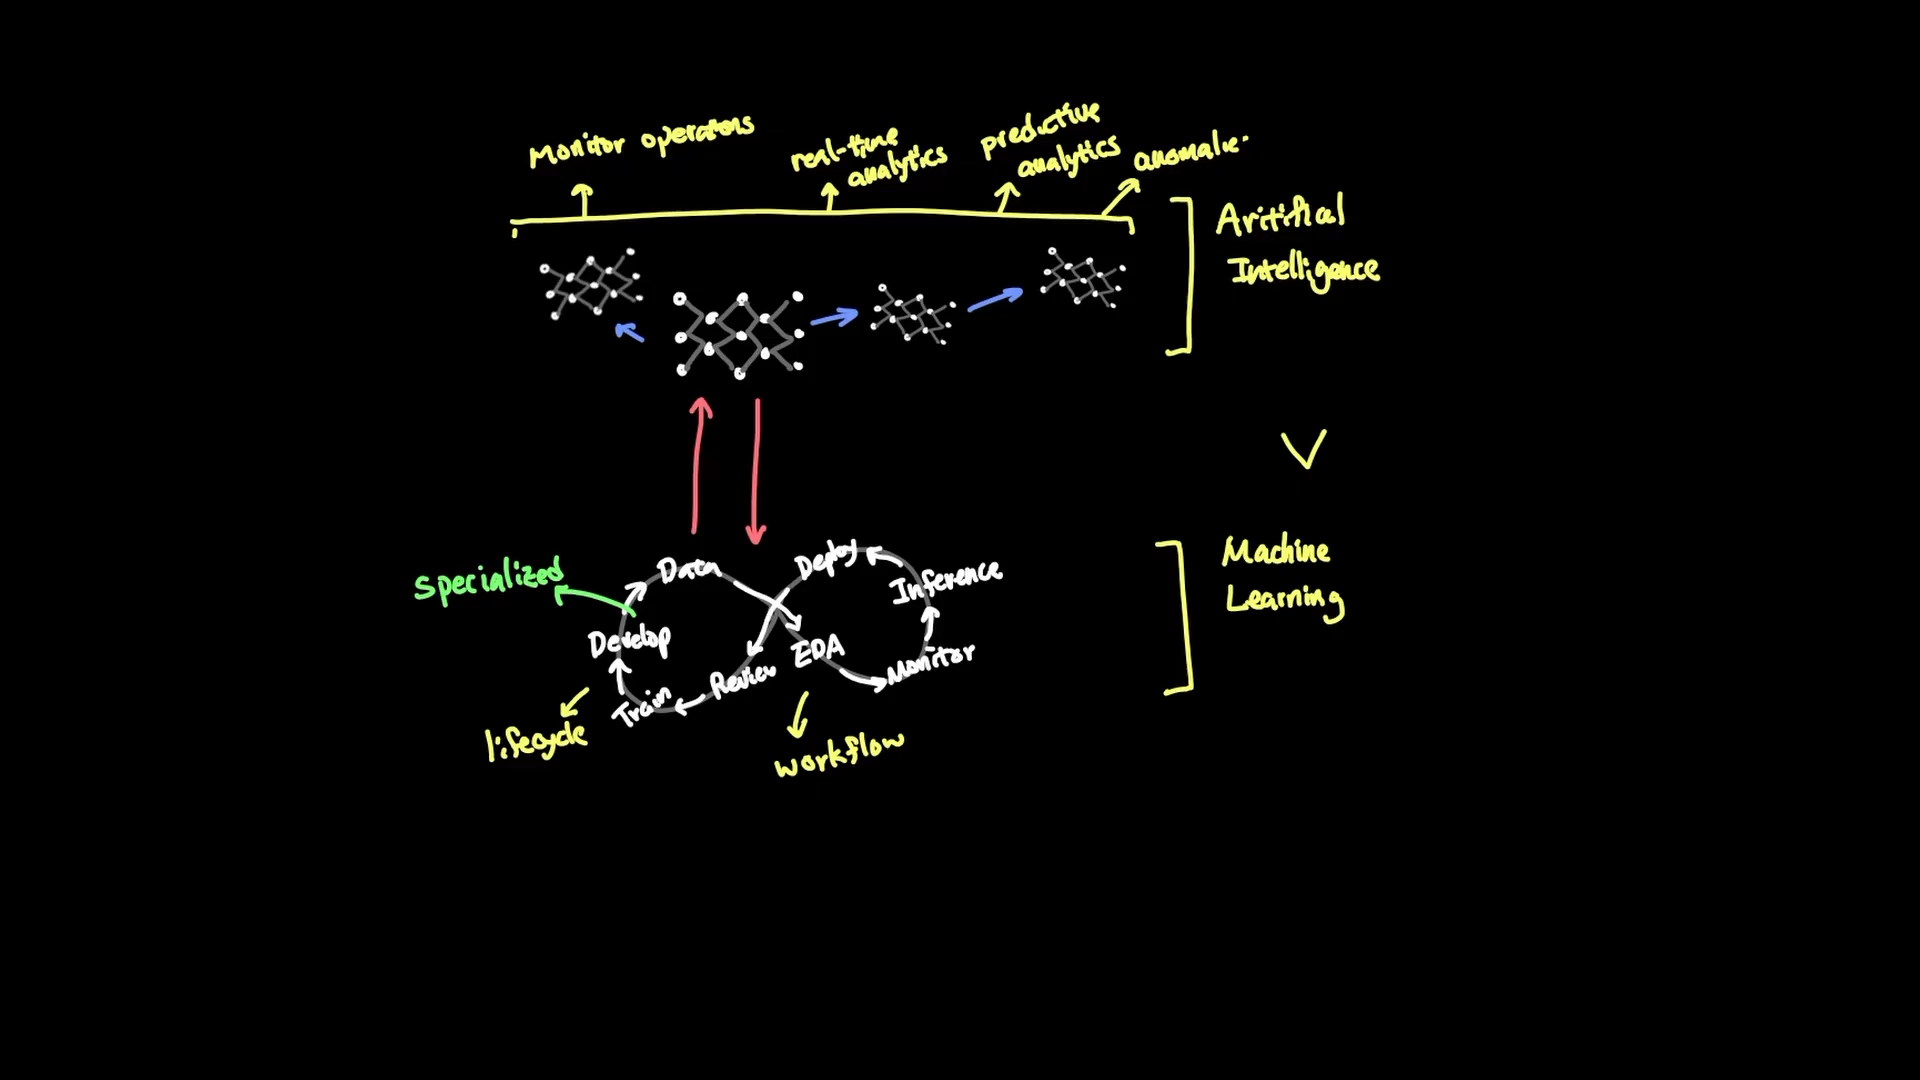 Monitor operations
real-time
analytics
predictive
analytics
anomalie
Aritifial
Intelligence
Machine
Learning
specialized
Data
Deploy
Inference
Develop
EDA
Monitor
Review
Train
lifecycle
workflow